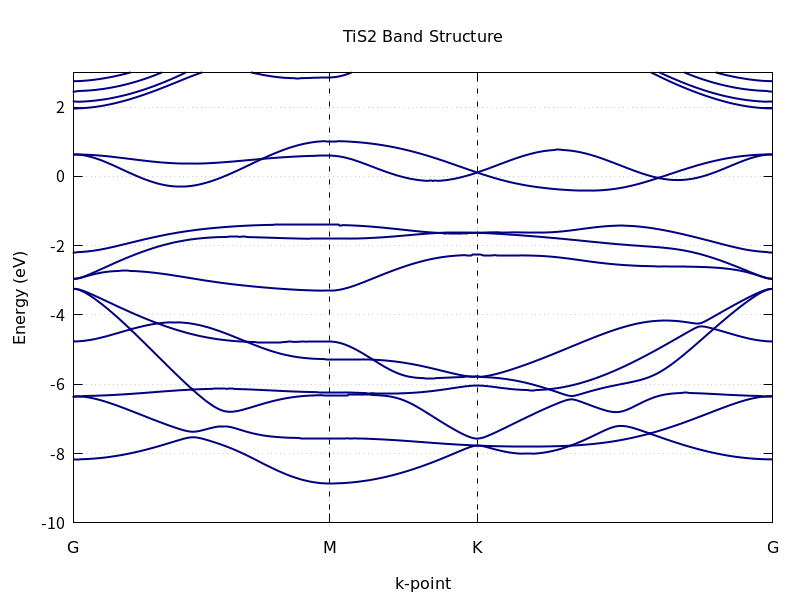 TiS2 Band Structure
Energy (eV)
2
0
-2
-4
-6
-8
-10
G M K G
k-point